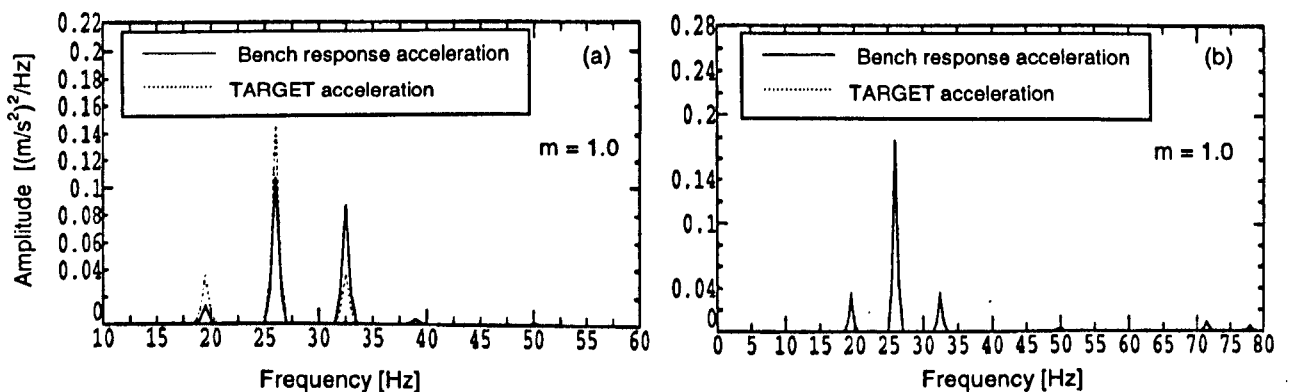 0.22
0.2
0.18
0.16
0.14
0.12
0.1
0.08
0.06
0.04
0
Amplitude [(m/s²)²/Hz]
Bench response acceleration
TARGET acceleration
(a)
m = 1.0
10 15 20 25 30 35 40 45 50 55 60
Frequency [Hz]
0.28
0.24
0.2
0.14
0.1
0.04
0
Bench response acceleration
TARGET acceleration
(b)
m = 1.0
0 5 10 15 20 25 30 35 40 45 50 55 60 65 70 75 80
Frequency [Hz]